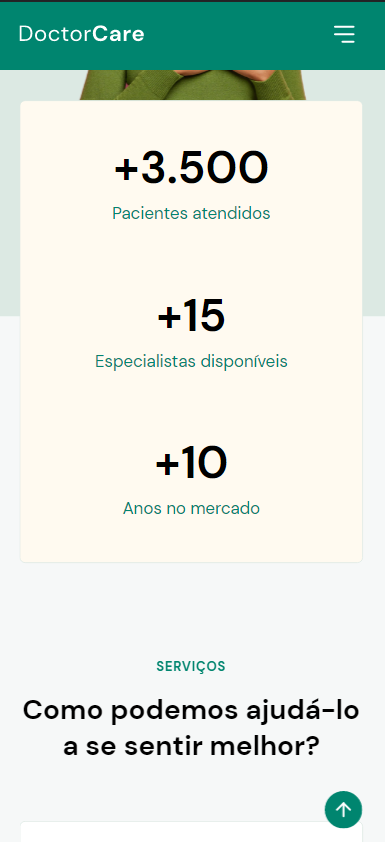 DoctorCare
+3.500
Pacientes atendidos
+15
Especialistas disponíveis
+10
Anos no mercado
SERVIÇOS
Como podemos ajudá-lo
a se sentir melhor?